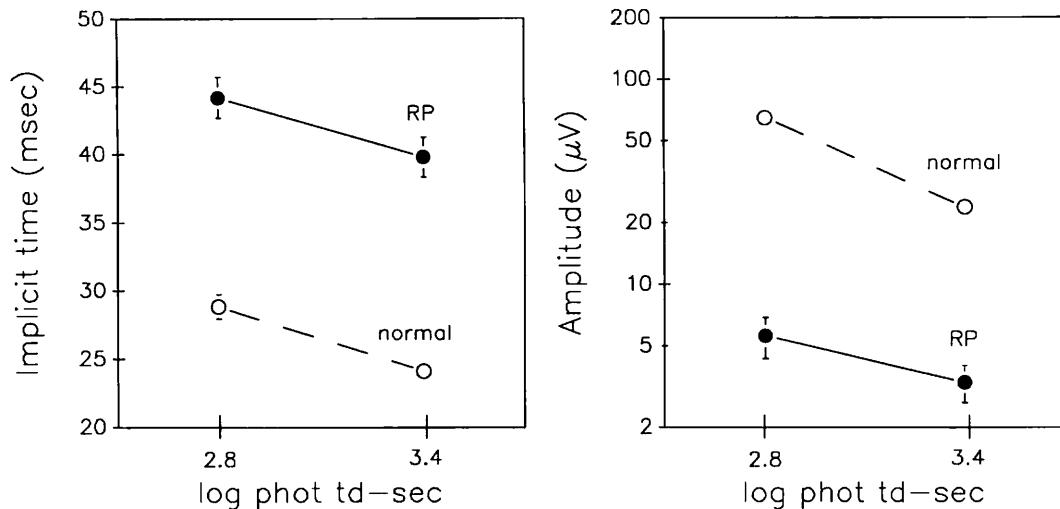 Implicit time (msec)
50
45
40
35
30
25
20
RP
normal
2.8
3.4
log phot td-sec
Amplitude (μV)
200
100
50
20
10
5
2
normal
RP
2.8
3.4
log phot td-sec